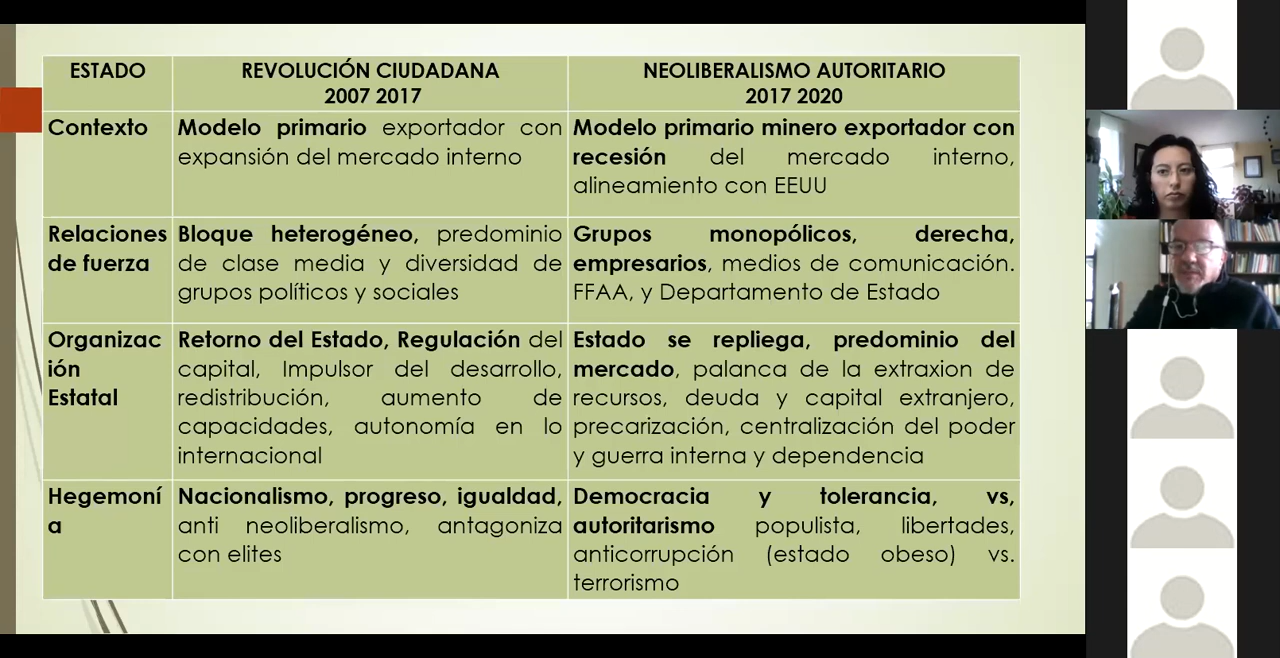 ESTADO
REVOLUCIÓN CIUDADANA
2007 2017
NEOLIBERALISMO AUTORITARIO
2017 2020
Contexto
Modelo primario exportador con
expansión del mercado interno
Modelo primario minero exportador con
recesión del mercado interno,
alineamiento con EEUU
Relaciones
de fuerza
Bloque heterogéneo, predominio
de clase media y diversidad de
grupos políticos y sociales
Grupos monopólicos, derecha,
empresarios, medios de comunicación.
FFAA, y Departamento de Estado
Organizac
ión
Estatal
Retorno del Estado, Regulación del
capital, Impulsor del desarrollo,
redistribución, aumento de
capacidades, autonomía en lo
internacional
Estado se repliega, predominio del
mercado, palanca de la extraxion de
recursos, deuda y capital extranjero,
precarización, centralización del poder
y guerra interna y dependencia
Hegemoní
a
Nacionalismo, progreso, igualdad,
anti neoliberalismo, antagoniza
con elites
Democracia y tolerancia, vs,
autoritarismo populista, libertades,
anticorrupción (estado obeso) vs.
terrorismo